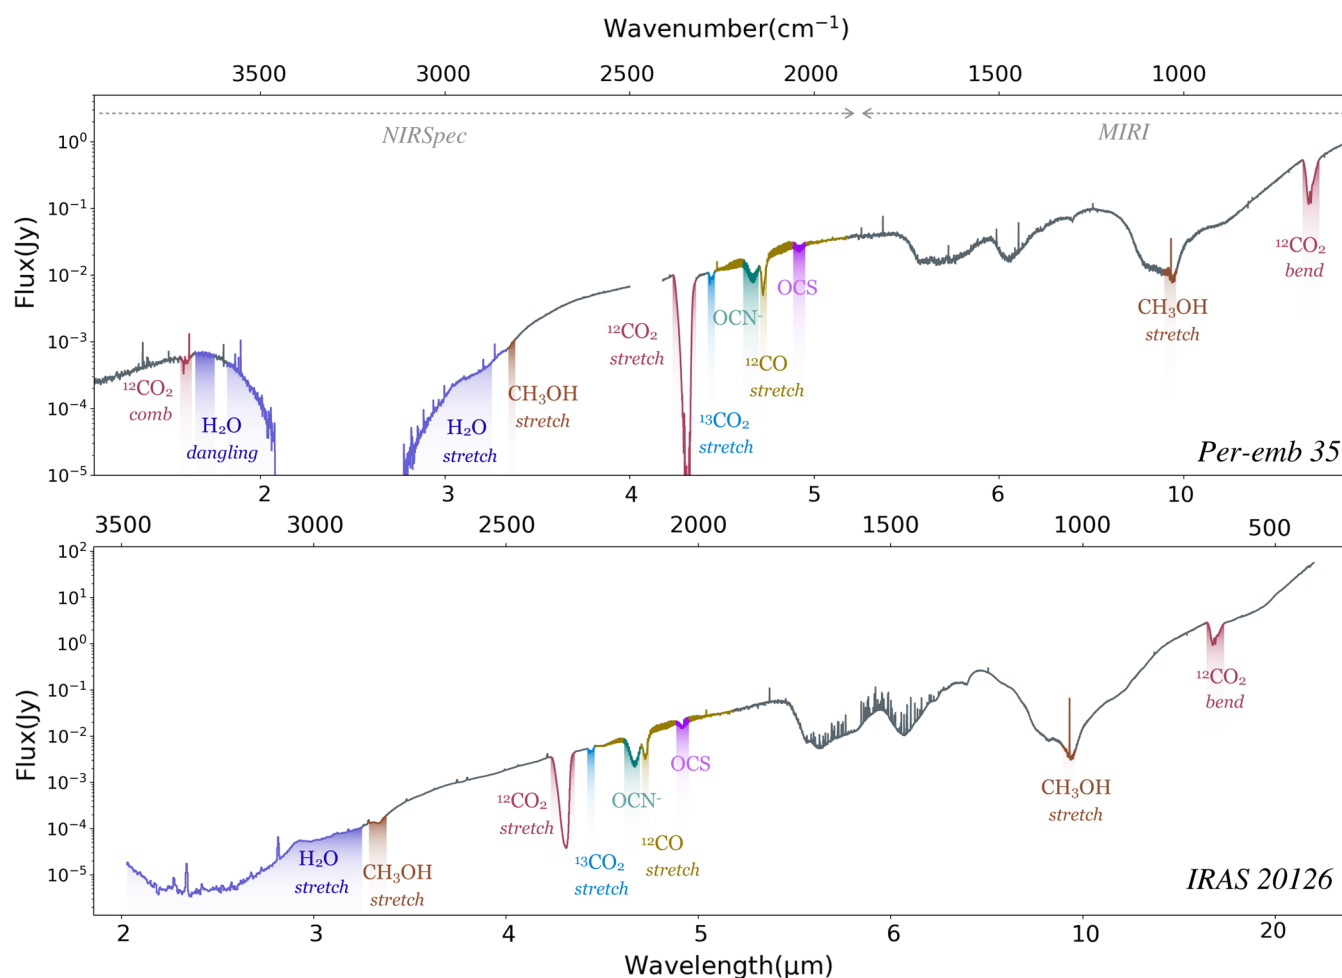 Wavenumber(cm⁻¹)
3500 3000 2500 2000 1500 1000
NIRSpec MIRI
Flux(Jy)
10⁰
10⁻¹
10⁻²
10⁻³
10⁻⁴
10⁻⁵
¹²CO₂
comb
H₂O
dangling
H₂O
stretch
CH₃OH
stretch
¹²CO₂
stretch
¹³CO₂
stretch
OCN⁻
¹²CO
stretch
OCS
CH₃OH
stretch
¹²CO₂
bend
Per-emb 35
2 3 4 5 6 10
3500 3000 2500 2000 1500 1000 500
Flux(Jy)
10²
10¹
10⁰
10⁻¹
10⁻²
10⁻³
10⁻⁴
10⁻⁵
H₂O
stretch
CH₃OH
stretch
¹²CO₂
stretch
¹³CO₂
stretch
OCN⁻
¹²CO
stretch
OCS
CH₃OH
stretch
¹²CO₂
bend
IRAS 20126
2 3 4 5 6 10 20
Wavelength(μm)